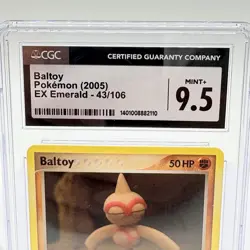 CGC
CERTIFIED GUARANTY COMPANY
Baltoy
Pokémon (2005)
EX Emerald - 43/106
1401008882110
MINT+
9.5
Baltoy
50 HP